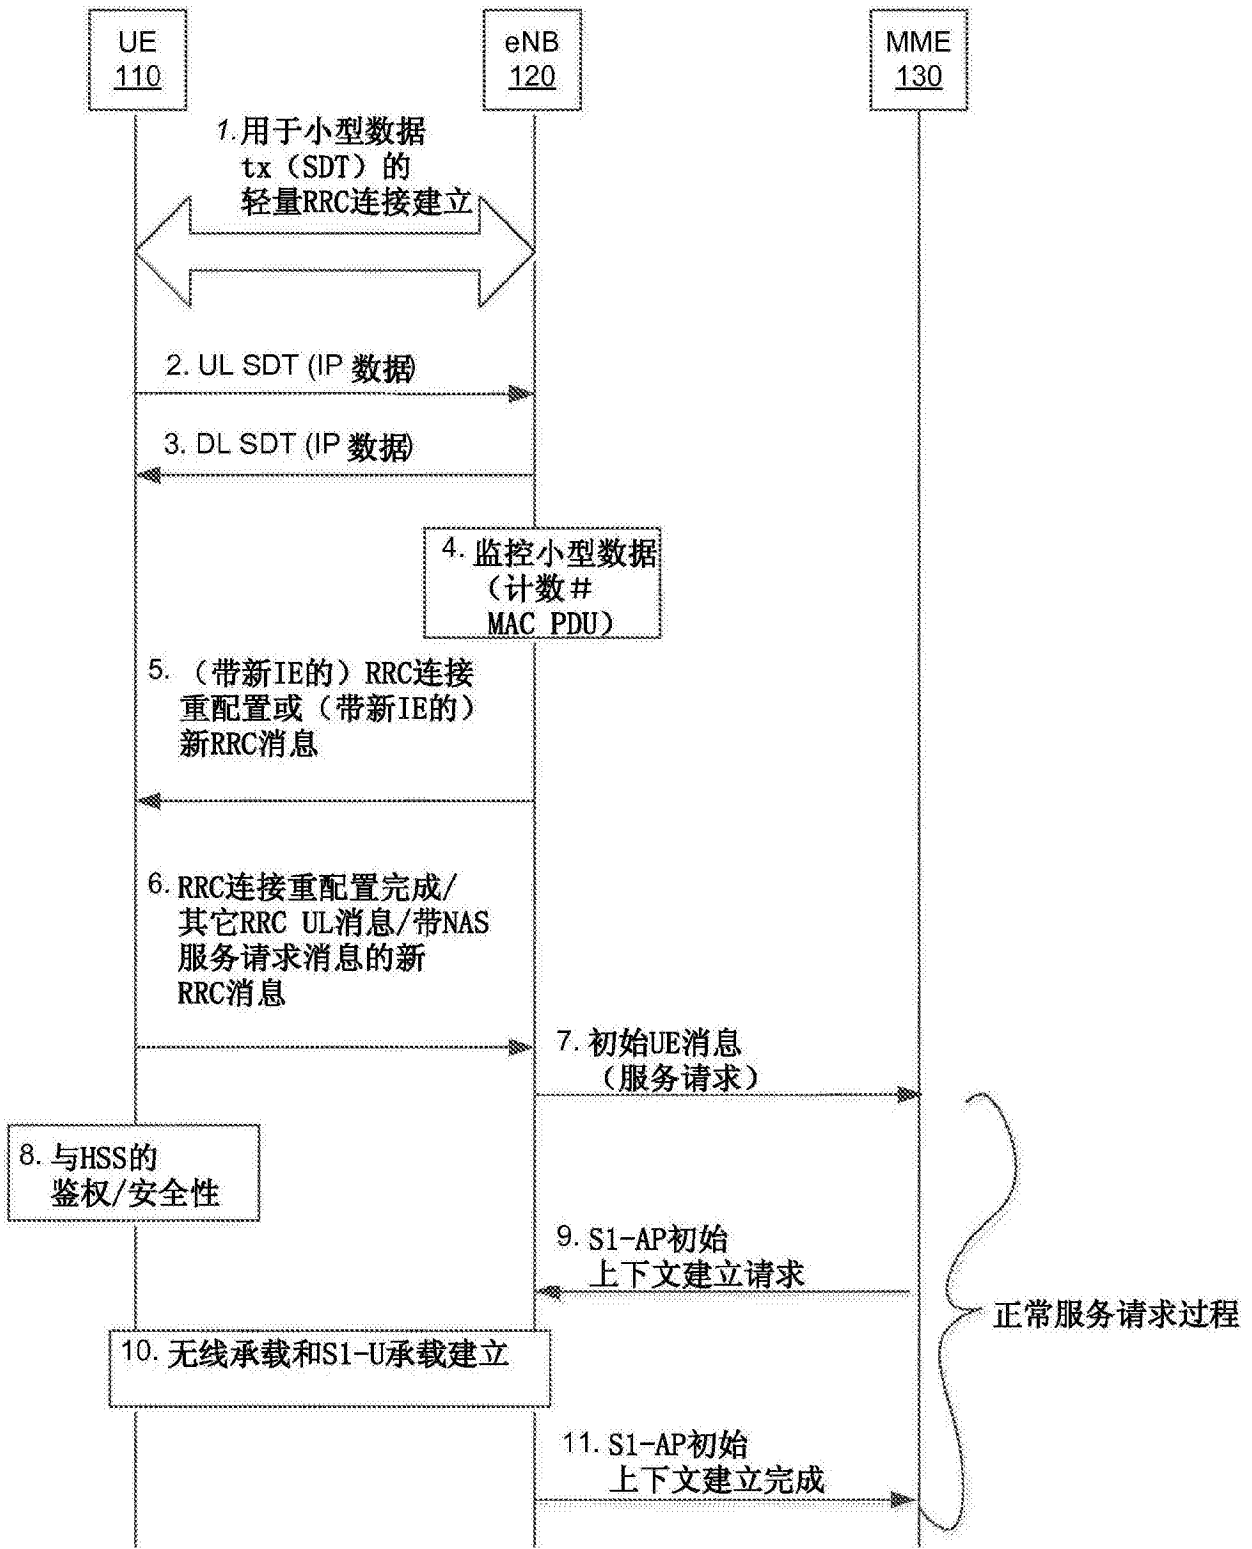 UE
110
eNB
120
MME
130
1.用于小型数据
tx（SDT）的
轻量RRC连接建立
2. UL SDT (IP 数据)
3. DL SDT (IP 数据)
4. 监控小型数据
（计数＃
MAC PDU）
5. （带新IE的）RRC连接
重配置或（带新IE的）
新RRC消息
6. RRC连接重配置完成/
其它RRC UL消息/带NAS
服务请求消息的新
RRC消息
7. 初始UE消息
（服务请求）
8. 与HSS的
鉴权/安全性
9. S1-AP初始
上下文建立请求
正常服务请求过程
10. 无线承载和S1-U承载建立
11. S1-AP初始
上下文建立完成